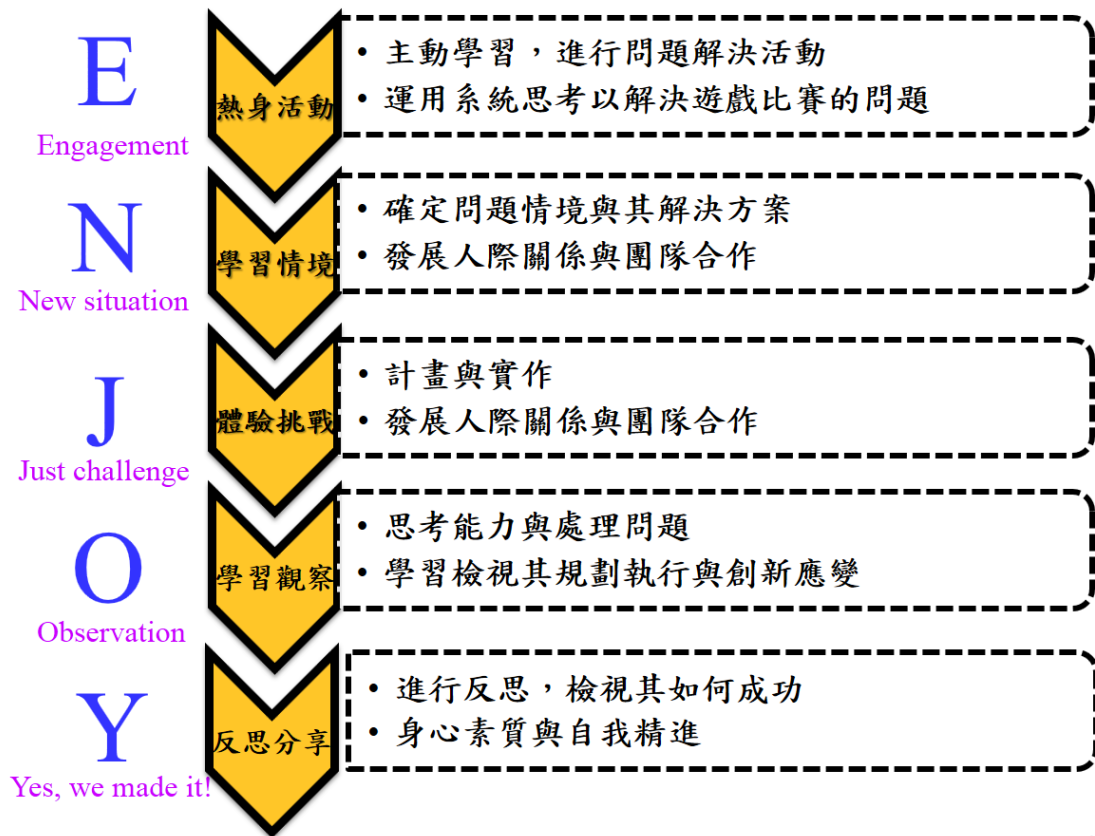 E
Engagement
熱身活動
• 主動學習，進行問題解決活動
• 運用系統思考以解決遊戲比賽的問題
N
New situation
學習情境
• 確定問題情境與其解決方案
• 發展人際關係與團隊合作
J
Just challenge
體驗挑戰
• 計畫與實作
• 發展人際關係與團隊合作
O
Observation
學習觀察
• 思考能力與處理問題
• 學習檢視其規劃執行與創新應變
Y
Yes, we made it!
反思分享
• 進行反思，檢視其如何成功
• 身心素質與自我精進